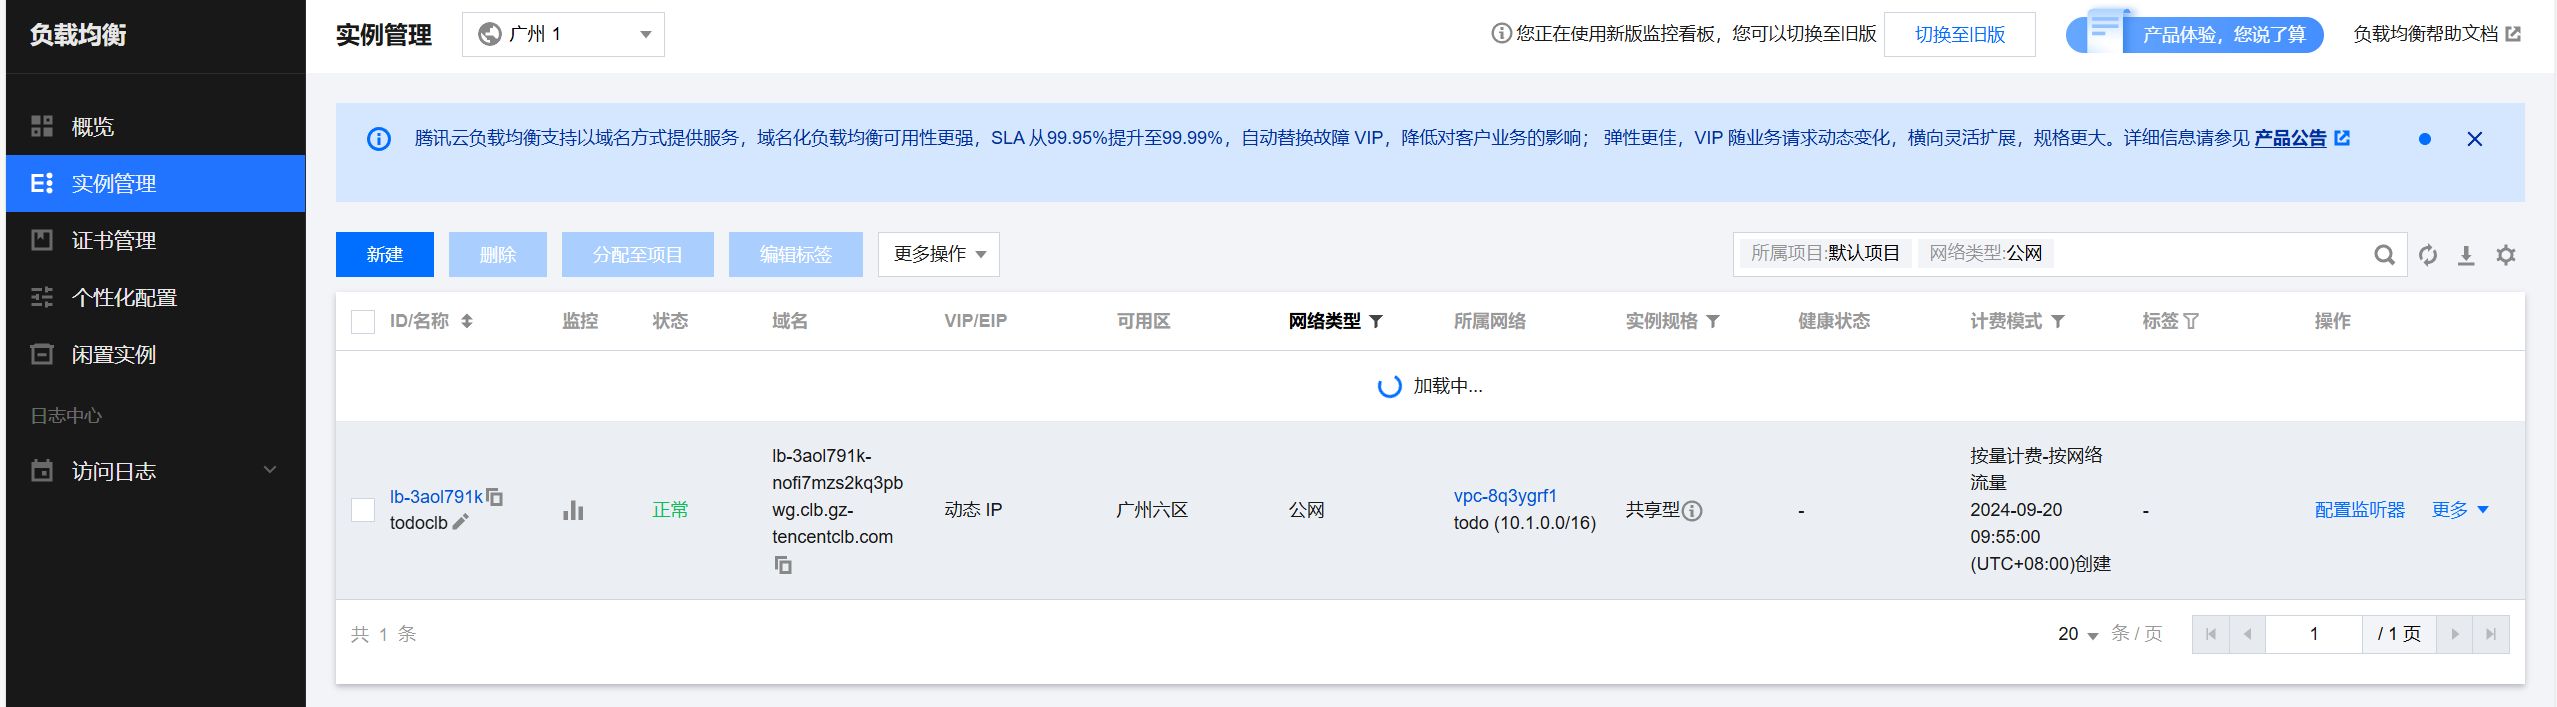 负载均衡
实例管理
广州 1
您正在使用新版监控看板，您可以切换至旧版
切换至旧版
产品体验，您说了算
负载均衡帮助文档
概览
实例管理
证书管理
个性化配置
闲置实例
日志中心
访问日志
腾讯云负载均衡支持以域名方式提供服务，域名化负载均衡可用性更强，SLA 从99.95%提升至99.99%，自动替换故障 VIP，降低对客户业务的影响； 弹性更佳，VIP 随业务请求动态变化，横向灵活扩展，规格更大。详细信息请参见 产品公告
新建
删除
分配至项目
编辑标签
更多操作
所属项目:默认项目
网络类型:公网
ID/名称
监控
状态
域名
VIP/EIP
可用区
网络类型
所属网络
实例规格
健康状态
计费模式
标签
操作
加载中...
lb-3aol791k
todoclb
正常
lb-3aol791k-
nofi7mzs2kq3pb
wg.clb.gz-
tencentclb.com
动态 IP
广州六区
公网
vpc-8q3ygrf1
todo (10.1.0.0/16)
共享型
-
按量计费-按网络
流量
2024-09-20
09:55:00
(UTC+08:00)创建
-
配置监听器
更多
共 1 条
20 条 / 页
1
/ 1 页